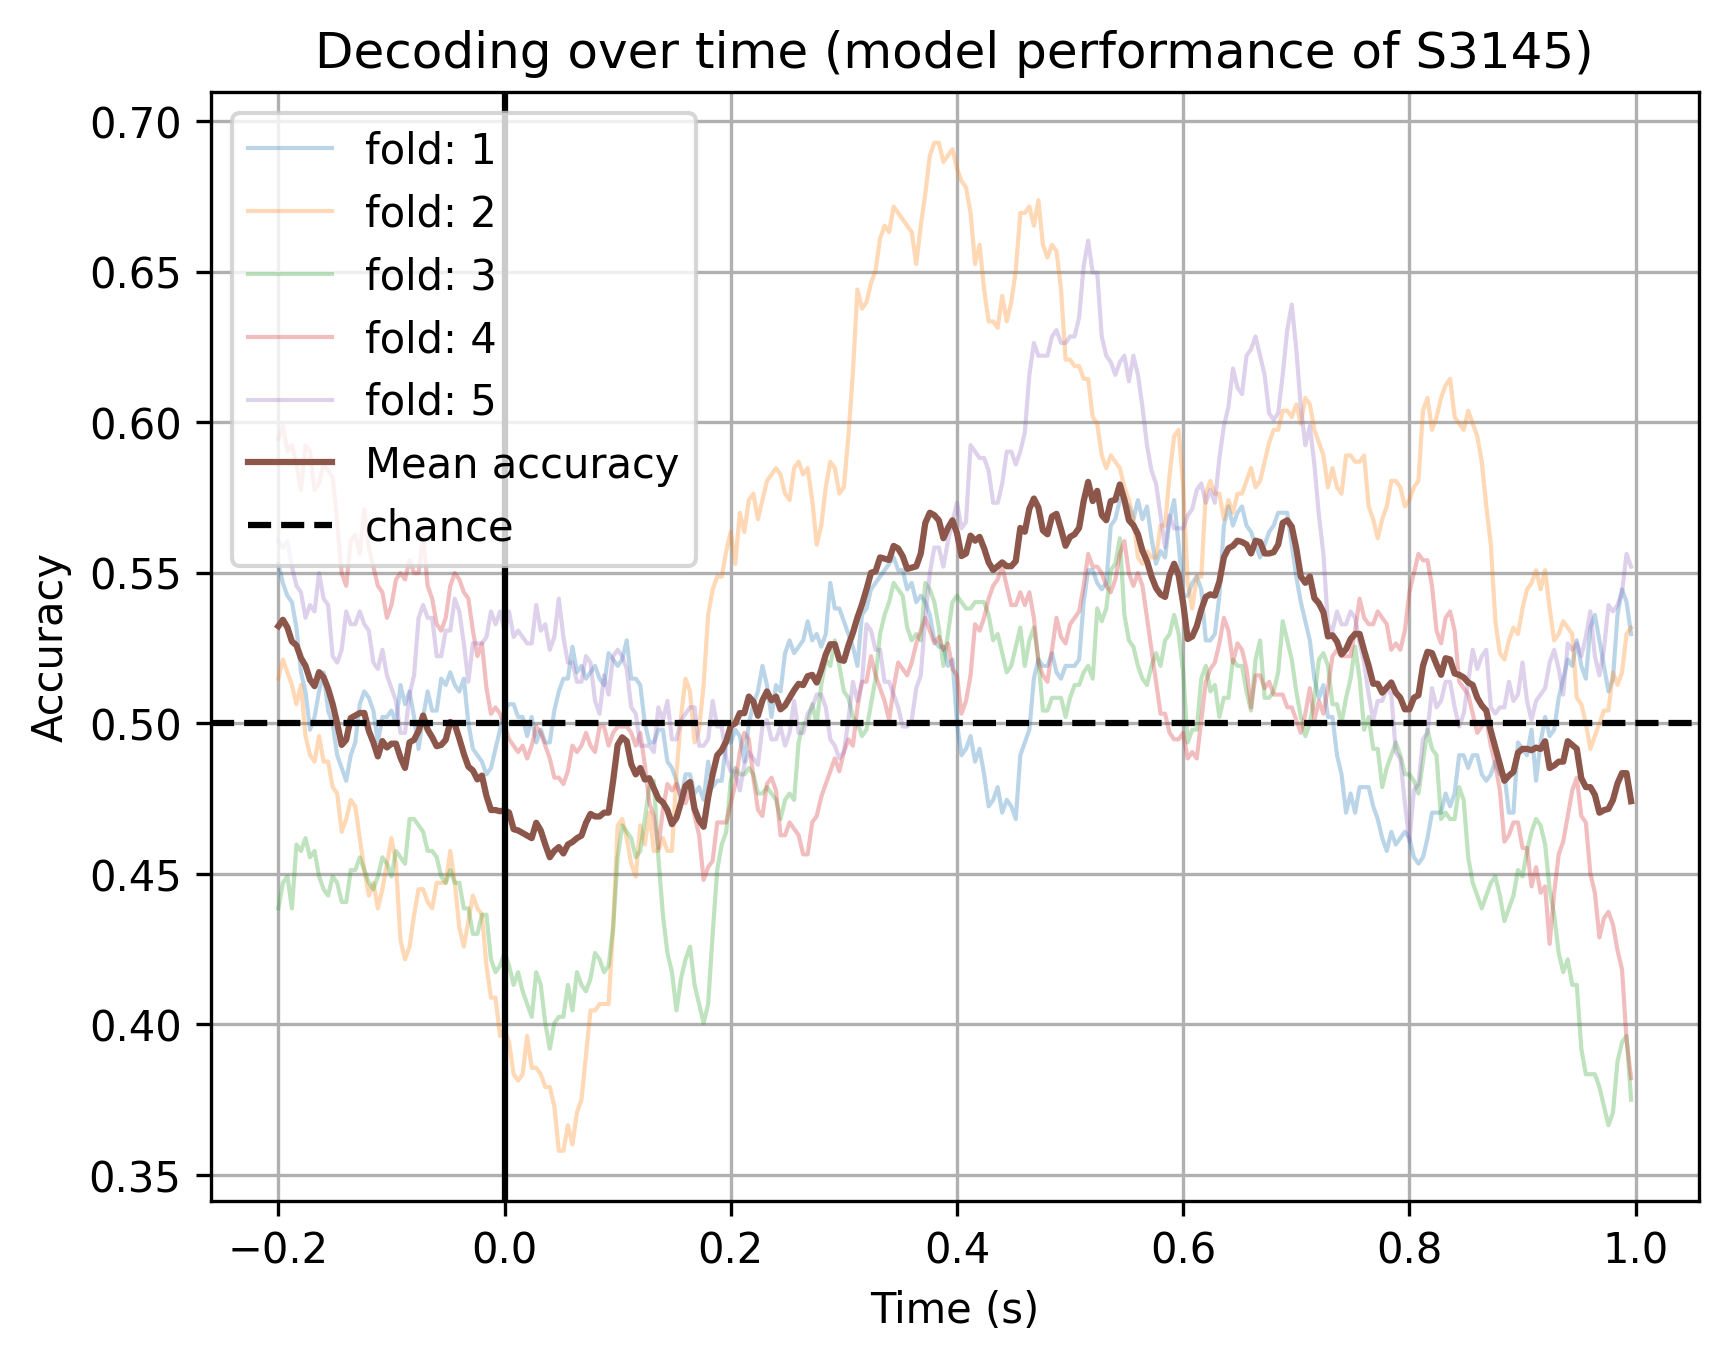 Decoding over time (model performance of S3145)
0.70
0.65
0.60
0.55
0.50
0.45
0.40
0.35
Accuracy
fold: 1
fold: 2
fold: 3
fold: 4
fold: 5
Mean accuracy
chance
−0.2 0.0 0.2 0.4 0.6 0.8 1.0
Time (s)